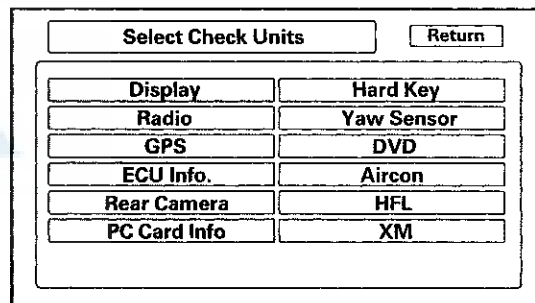 Select Check Units Return
Display Hard Key
Radio Yaw Sensor
GPS DVD
ECU Info. Aircon
Rear Camera HFL
PC Card Info XM